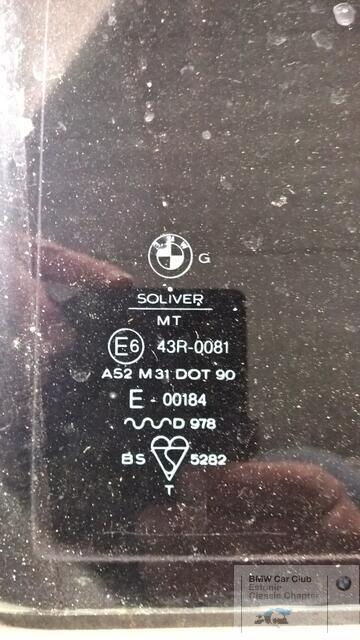 BMW G
SOLIVER
MT
E6 43R-0081
AS2 M31 DOT 90
E - 00184
D 978
BS S 5282
T
BMW Car Club
Estonia
Classic Chapter